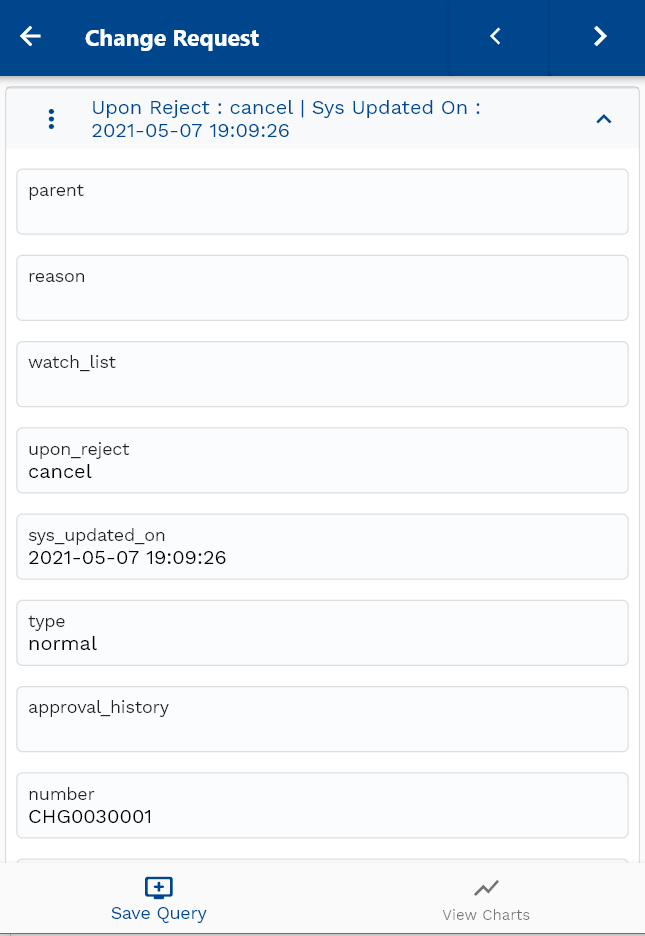 Change Request
Upon Reject : cancel | Sys Updated On :
2021-05-07 19:09:26
parent
reason
watch_list
upon_reject
cancel
sys_updated_on
2021-05-07 19:09:26
type
normal
approval_history
number
CHG0030001
Save Query
View Charts